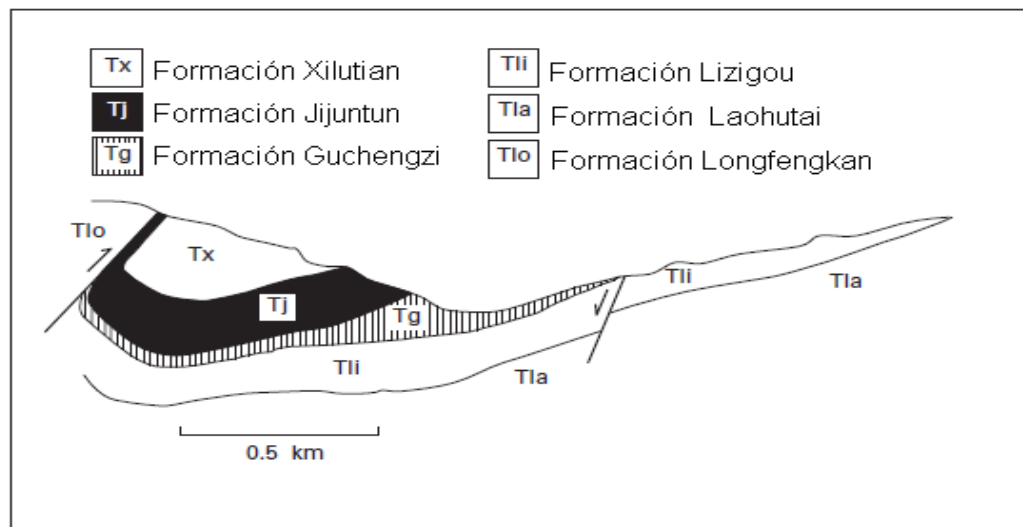 Tx Formación Xilutian
Tj Formación Jijuntun
Tg Formación Guchengzi
Tli Formación Lizigou
Tla Formación Laohutai
Tlo Formación Longfengkan
Tlo
Tx
Tj
Tg
Tli
Tla
Tli
Tla
0.5 km